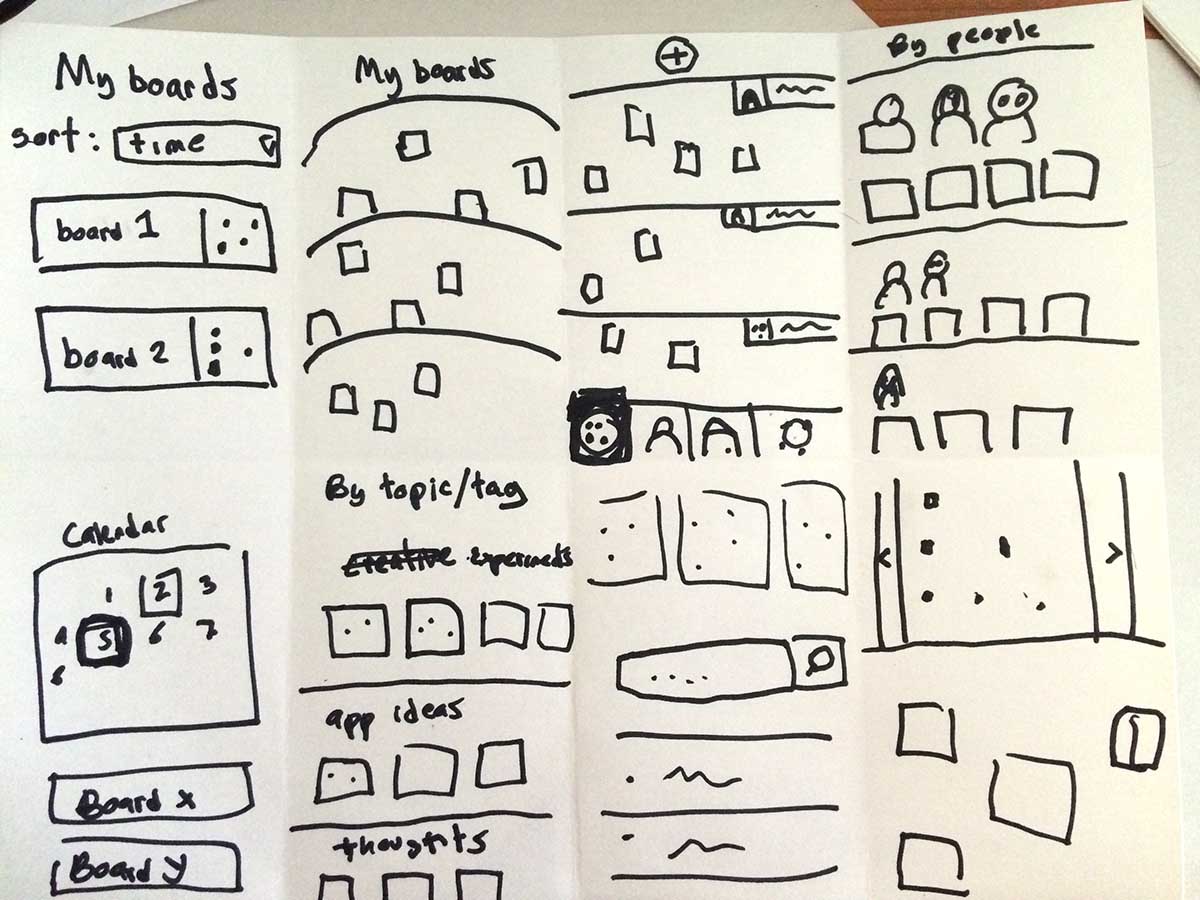 My boards
sort: time
board 1
board 2
My boards
+
By people
Calendar
1 2 3
4 5 6 7
8
Board x
Board y
By topic/tag
creative experiments
app ideas
thoughts
<
>